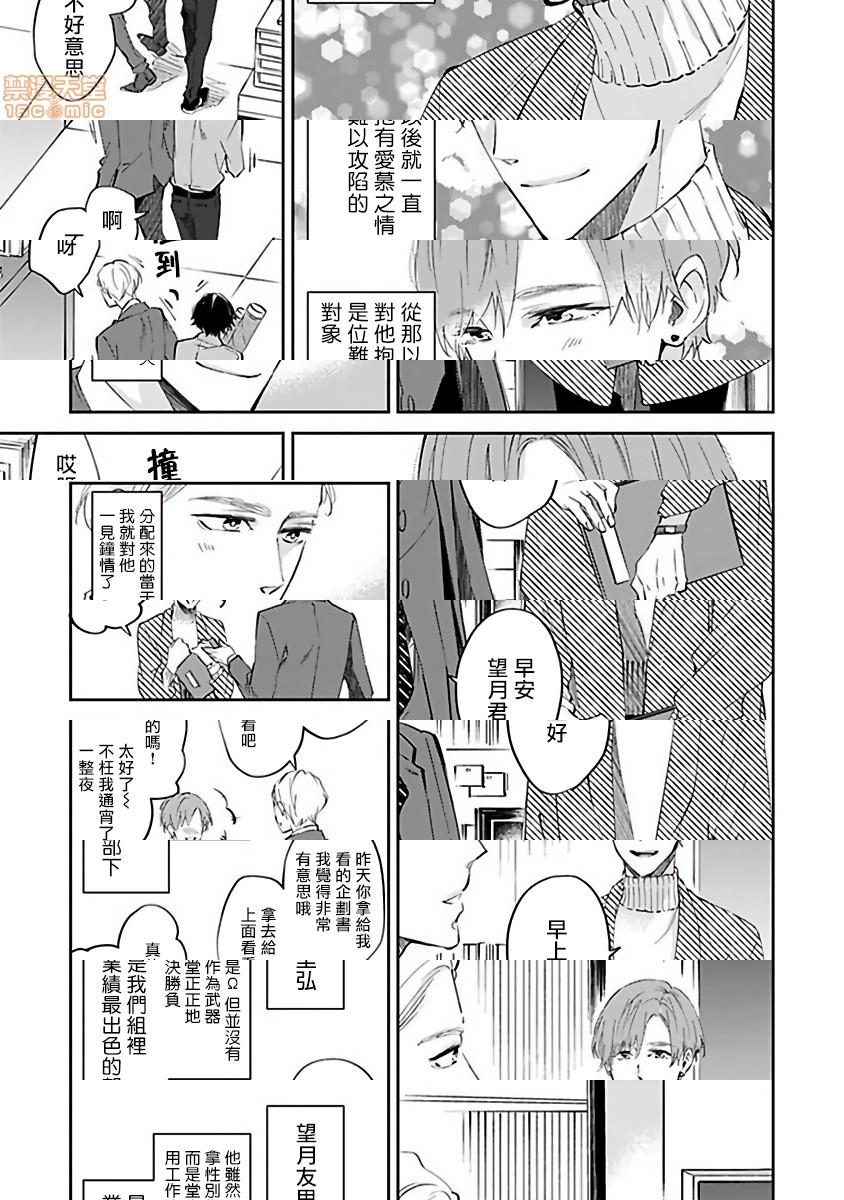 不好意思
禁漫天堂
18comic
以後就一直
他有愛慕之情
難以攻陷的
啊
從那以
對他抱
是位難
對象
到
呀
撞
哎
分配來的當天
我就對他
一見鐘情了
早安
望月君
好
看吧
的嗎！
太好了~
不枉我通宵了
一整夜
部下
早上
昨天你拿給我
看的企劃書
我覺得非常
有意思哦
拿去給
上面看
真
弘
是Ω 但並沒有
作為武器
堂正正地
決勝負
是我們組裡
業績最出色的
望月友
他雖然
拿性別
而是堂
用工作